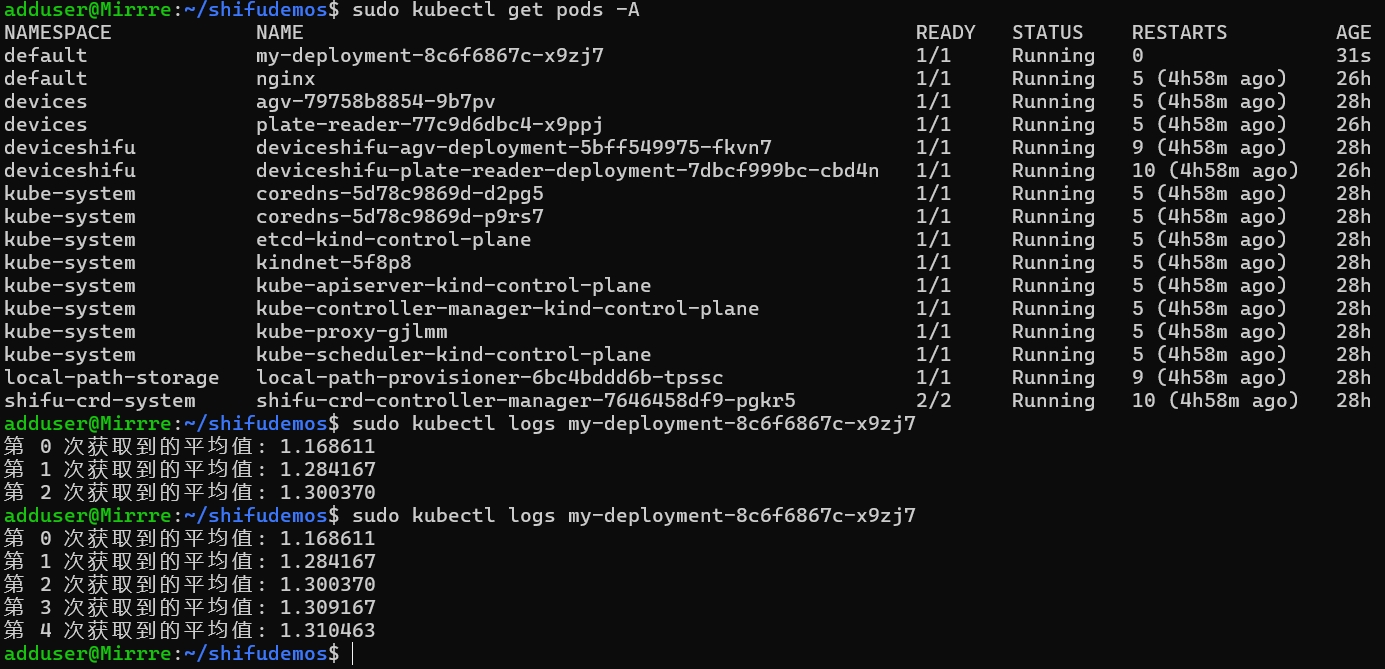 adduser@Mirrre:~/shifudemos$ sudo kubectl get pods -A
NAMESPACE NAME READY STATUS RESTARTS AGE
default my-deployment-8c6f6867c-x9zj7 1/1 Running 0 31s
default nginx 1/1 Running 5 (4h58m ago) 26h
devices agv-79758b8854-9b7pv 1/1 Running 5 (4h58m ago) 28h
devices plate-reader-77c9d6dbc4-x9ppj 1/1 Running 5 (4h58m ago) 26h
deviceshifu deviceshifu-agv-deployment-5bff549975-fkvn7 1/1 Running 9 (4h58m ago) 28h
deviceshifu deviceshifu-plate-reader-deployment-7dbcf999bc-cbd4n 1/1 Running 10 (4h58m ago) 26h
kube-system coredns-5d78c9869d-d2pg5 1/1 Running 5 (4h58m ago) 28h
kube-system coredns-5d78c9869d-p9rs7 1/1 Running 5 (4h58m ago) 28h
kube-system etcd-kind-control-plane 1/1 Running 5 (4h58m ago) 28h
kube-system kindnet-5f8p8 1/1 Running 5 (4h58m ago) 28h
kube-system kube-apiserver-kind-control-plane 1/1 Running 5 (4h58m ago) 28h
kube-system kube-controller-manager-kind-control-plane 1/1 Running 5 (4h58m ago) 28h
kube-system kube-proxy-gjlmm 1/1 Running 5 (4h58m ago) 28h
kube-system kube-scheduler-kind-control-plane 1/1 Running 5 (4h58m ago) 28h
local-path-storage local-path-provisioner-6bc4bddd6b-tpssc 1/1 Running 9 (4h58m ago) 28h
shifu-crd-system shifu-crd-controller-manager-7646458df9-pgkr5 2/2 Running 10 (4h58m ago) 28h
adduser@Mirrre:~/shifudemos$ sudo kubectl logs my-deployment-8c6f6867c-x9zj7
第 0 次获取到的平均值: 1.168611
第 1 次获取到的平均值: 1.284167
第 2 次获取到的平均值: 1.300370
adduser@Mirrre:~/shifudemos$ sudo kubectl logs my-deployment-8c6f6867c-x9zj7
第 0 次获取到的平均值: 1.168611
第 1 次获取到的平均值: 1.284167
第 2 次获取到的平均值: 1.300370
第 3 次获取到的平均值: 1.309167
第 4 次获取到的平均值: 1.310463
adduser@Mirrre:~/shifudemos$